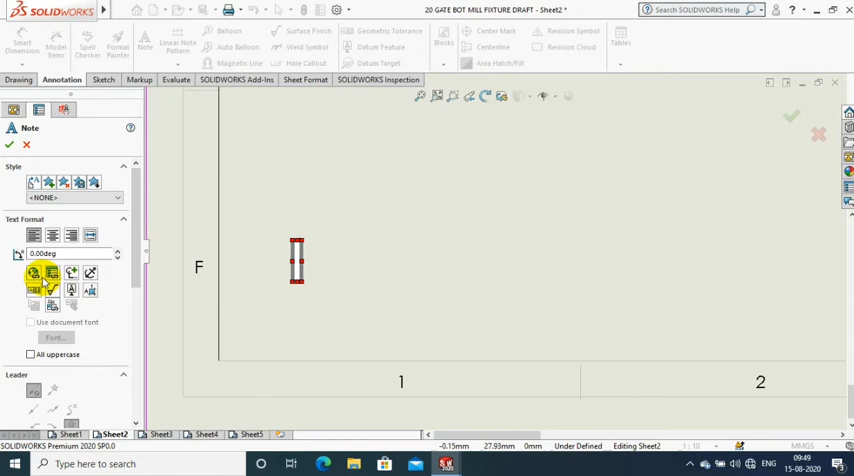 SOLIDWORKS
20 GATE BOT MILL FIXTURE DRAFT - Sheet2 *
Search SOLIDWORKS Help
Smart Dimension
Model Items
Spell Checker
Format Painter
Note
Linear Note Pattern
Balloon
Auto Balloon
Magnetic Line
Surface Finish
Weld Symbol
Hole Callout
Geometric Tolerance
Datum Feature
Datum Target
Blocks
Center Mark
Centerline
Area Hatch/Fill
Revision Symbol
Revision Cloud
Tables
Drawing
Annotation
Sketch
Markup
Evaluate
SOLIDWORKS Add-Ins
Sheet Format
SOLIDWORKS Inspection
Note
Style
<NONE>
Text Format
0.00deg
Use document font
Font...
All uppercase
Leader
F
1
2
Sheet1
Sheet2
Sheet3
Sheet4
Sheet5
SOLIDWORKS Premium 2020 SP0.0
-0.15mm
27.93mm
0mm
Under Defined
Editing Sheet2
1 : 10
MMGS
Type here to search
09:49
15-08-2020